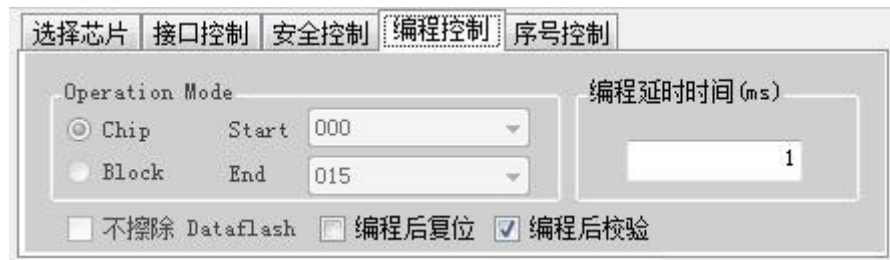 选择芯片 接口控制 安全控制 编程控制 序号控制
Operation Mode 编程延时时间(ms)
Chip Start 000
1
Block End 015
不擦除 Dataflash 编程后复位 编程后校验